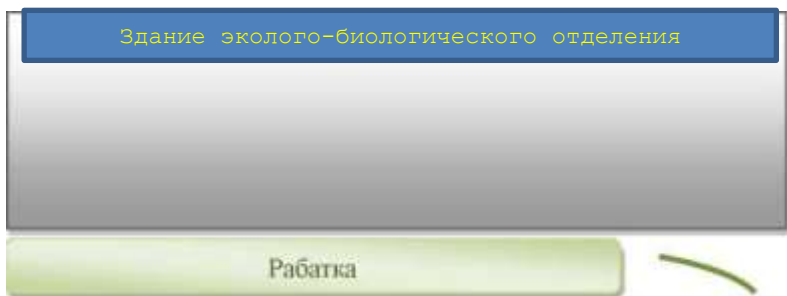 Здание эколого-биологического отделения
Рабатка